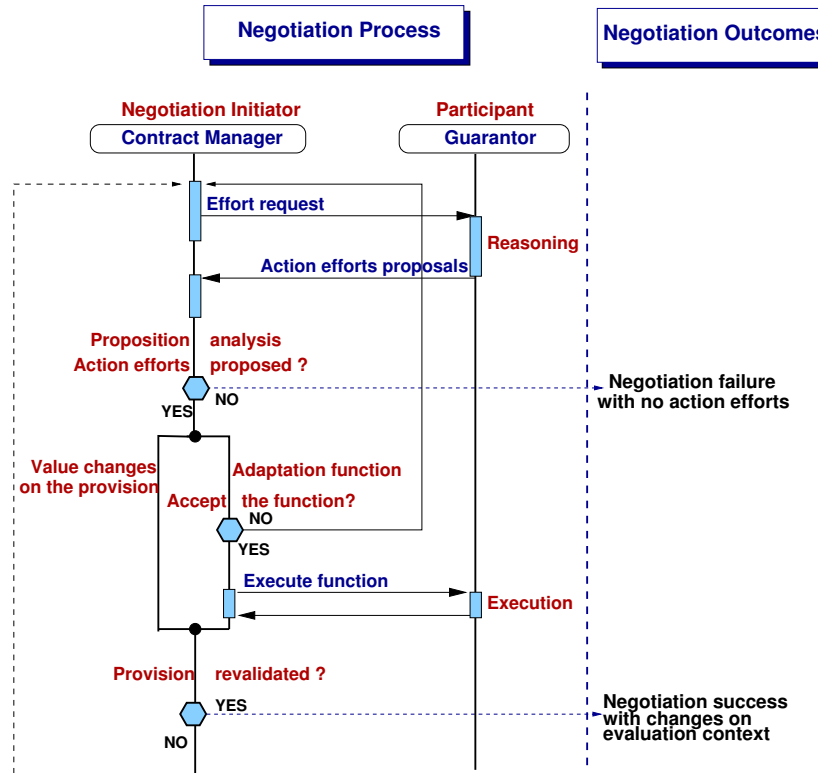 Negotiation Process
Negotiation Outcomes
Negotiation Initiator
Participant
Contract Manager
Guarantor
Effort request
Reasoning
Action efforts proposals
Proposition analysis
Action efforts proposed ?
NO
YES
Negotiation failure
with no action efforts
Value changes
on the provision
Adaptation function
Accept the function?
NO
YES
Execute function
Execution
Provision revalidated ?
YES
NO
Negotiation success
with changes on
evaluation context